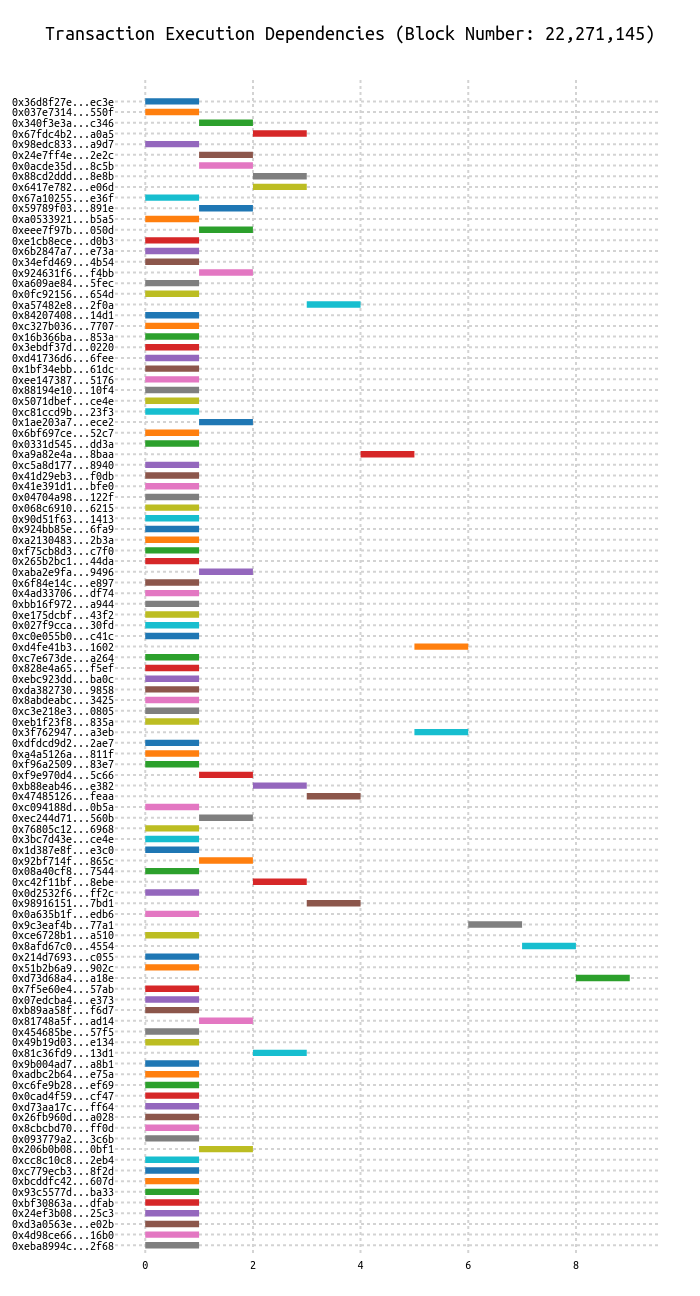 Transaction Execution Dependencies (Block Number: 22,271,145)
0x36d8f27e...ec3e
0x037e7314...550f
0x340f3e3a...c346
0x67fdc4b2...a0a5
0x98edc833...a9d7
0x24e7ff4e...2e2c
0x0acde35d...8c5b
0x88cd2ddd...8e8b
0x6417e782...e06d
0x67a10255...e36f
0x59789f03...891e
0xa0533921...b5a5
0xeee7f97b...050d
0xe1cb8ece...d0b3
0x6b2847a7...e73a
0x34efd469...4b54
0x924631f6...f4bb
0xa609ae84...5fec
0x0fc92156...654d
0xa57482e8...2f0a
0x84207408...14d1
0xc327b036...7707
0x16b366ba...853a
0x3ebdf37d...0220
0xd41736d6...6fee
0x1bf34ebb...61dc
0xee147387...5176
0x88194e10...10f4
0x5071dbef...ce4e
0xc81ccd9b...23f3
0x1ae203a7...ece2
0x6bf697ce...52c7
0x0331d545...dd3a
0xa9a82e4a...8baa
0xc5a8d177...8940
0x41d29eb3...f0db
0x41e391d1...bfe0
0x04704a98...122f
0x068c6910...6215
0x90d51f63...1413
0x924bb85e...6fa9
0xa2130483...2b3a
0xf75cb8d3...c7f0
0x265b2bc1...44da
0xaba2e9fa...9496
0x6f84e14c...e897
0x4ad33706...df74
0xbb16f972...a944
0xe175dcbf...43f2
0x027f9cca...30fd
0xc0e055b0...c41c
0xd4fe41b3...1602
0xc7e673de...a264
0x828e4a65...f5ef
0xebc923dd...ba0c
0xda382730...9858
0x8abdeabc...3425
0xc3e218e3...0805
0xeb1f23f8...835a
0x3f762947...a3eb
0xdfdcd9d2...2ae7
0xa4a5126a...811f
0xf96a2509...83e7
0xf9e970d4...5c66
0xb88eab46...e382
0x47485126...feaa
0xc094188d...0b5a
0xec244d71...560b
0x76805c12...6968
0x3bc7d43e...ce4e
0x1d387e8f...e3c0
0x92bf714f...865c
0x08a40cf8...7544
0xc42f11bf...8ebe
0x0d2532f6...ff2c
0x98916151...7bd1
0x0a635b1f...edb6
0x9c3eaf4b...77a1
0xce6728b1...a510
0x8afd67c0...4554
0x214d7693...c055
0x51b2b6a9...902c
0xd73d68a4...a18e
0x7f5e60e4...57ab
0x07edcba4...e373
0xb89aa58f...f6d7
0x81748a5f...ad14
0x454685be...57f5
0x49b19d03...e134
0x81c36fd9...13d1
0x9b004ad7...a8b1
0xadbc2b64...e75a
0xc6fe9b28...ef69
0x0cad4f59...cf47
0xd73aa17c...ff64
0x26fb960d...a028
0x8cbcbd70...ff0d
0x093779a2...3c6b
0x206b0b08...0bf1
0xcc8c10c8...2eb4
0xc779ecb3...8f2d
0xbcddfc42...607d
0x93c5577d...ba33
0xbf30863a...dfab
0x24ef3b08...25c3
0xd3a0563e...e02b
0x4d98ce66...16b0
0xeba8994c...2f68
0 2 4 6 8